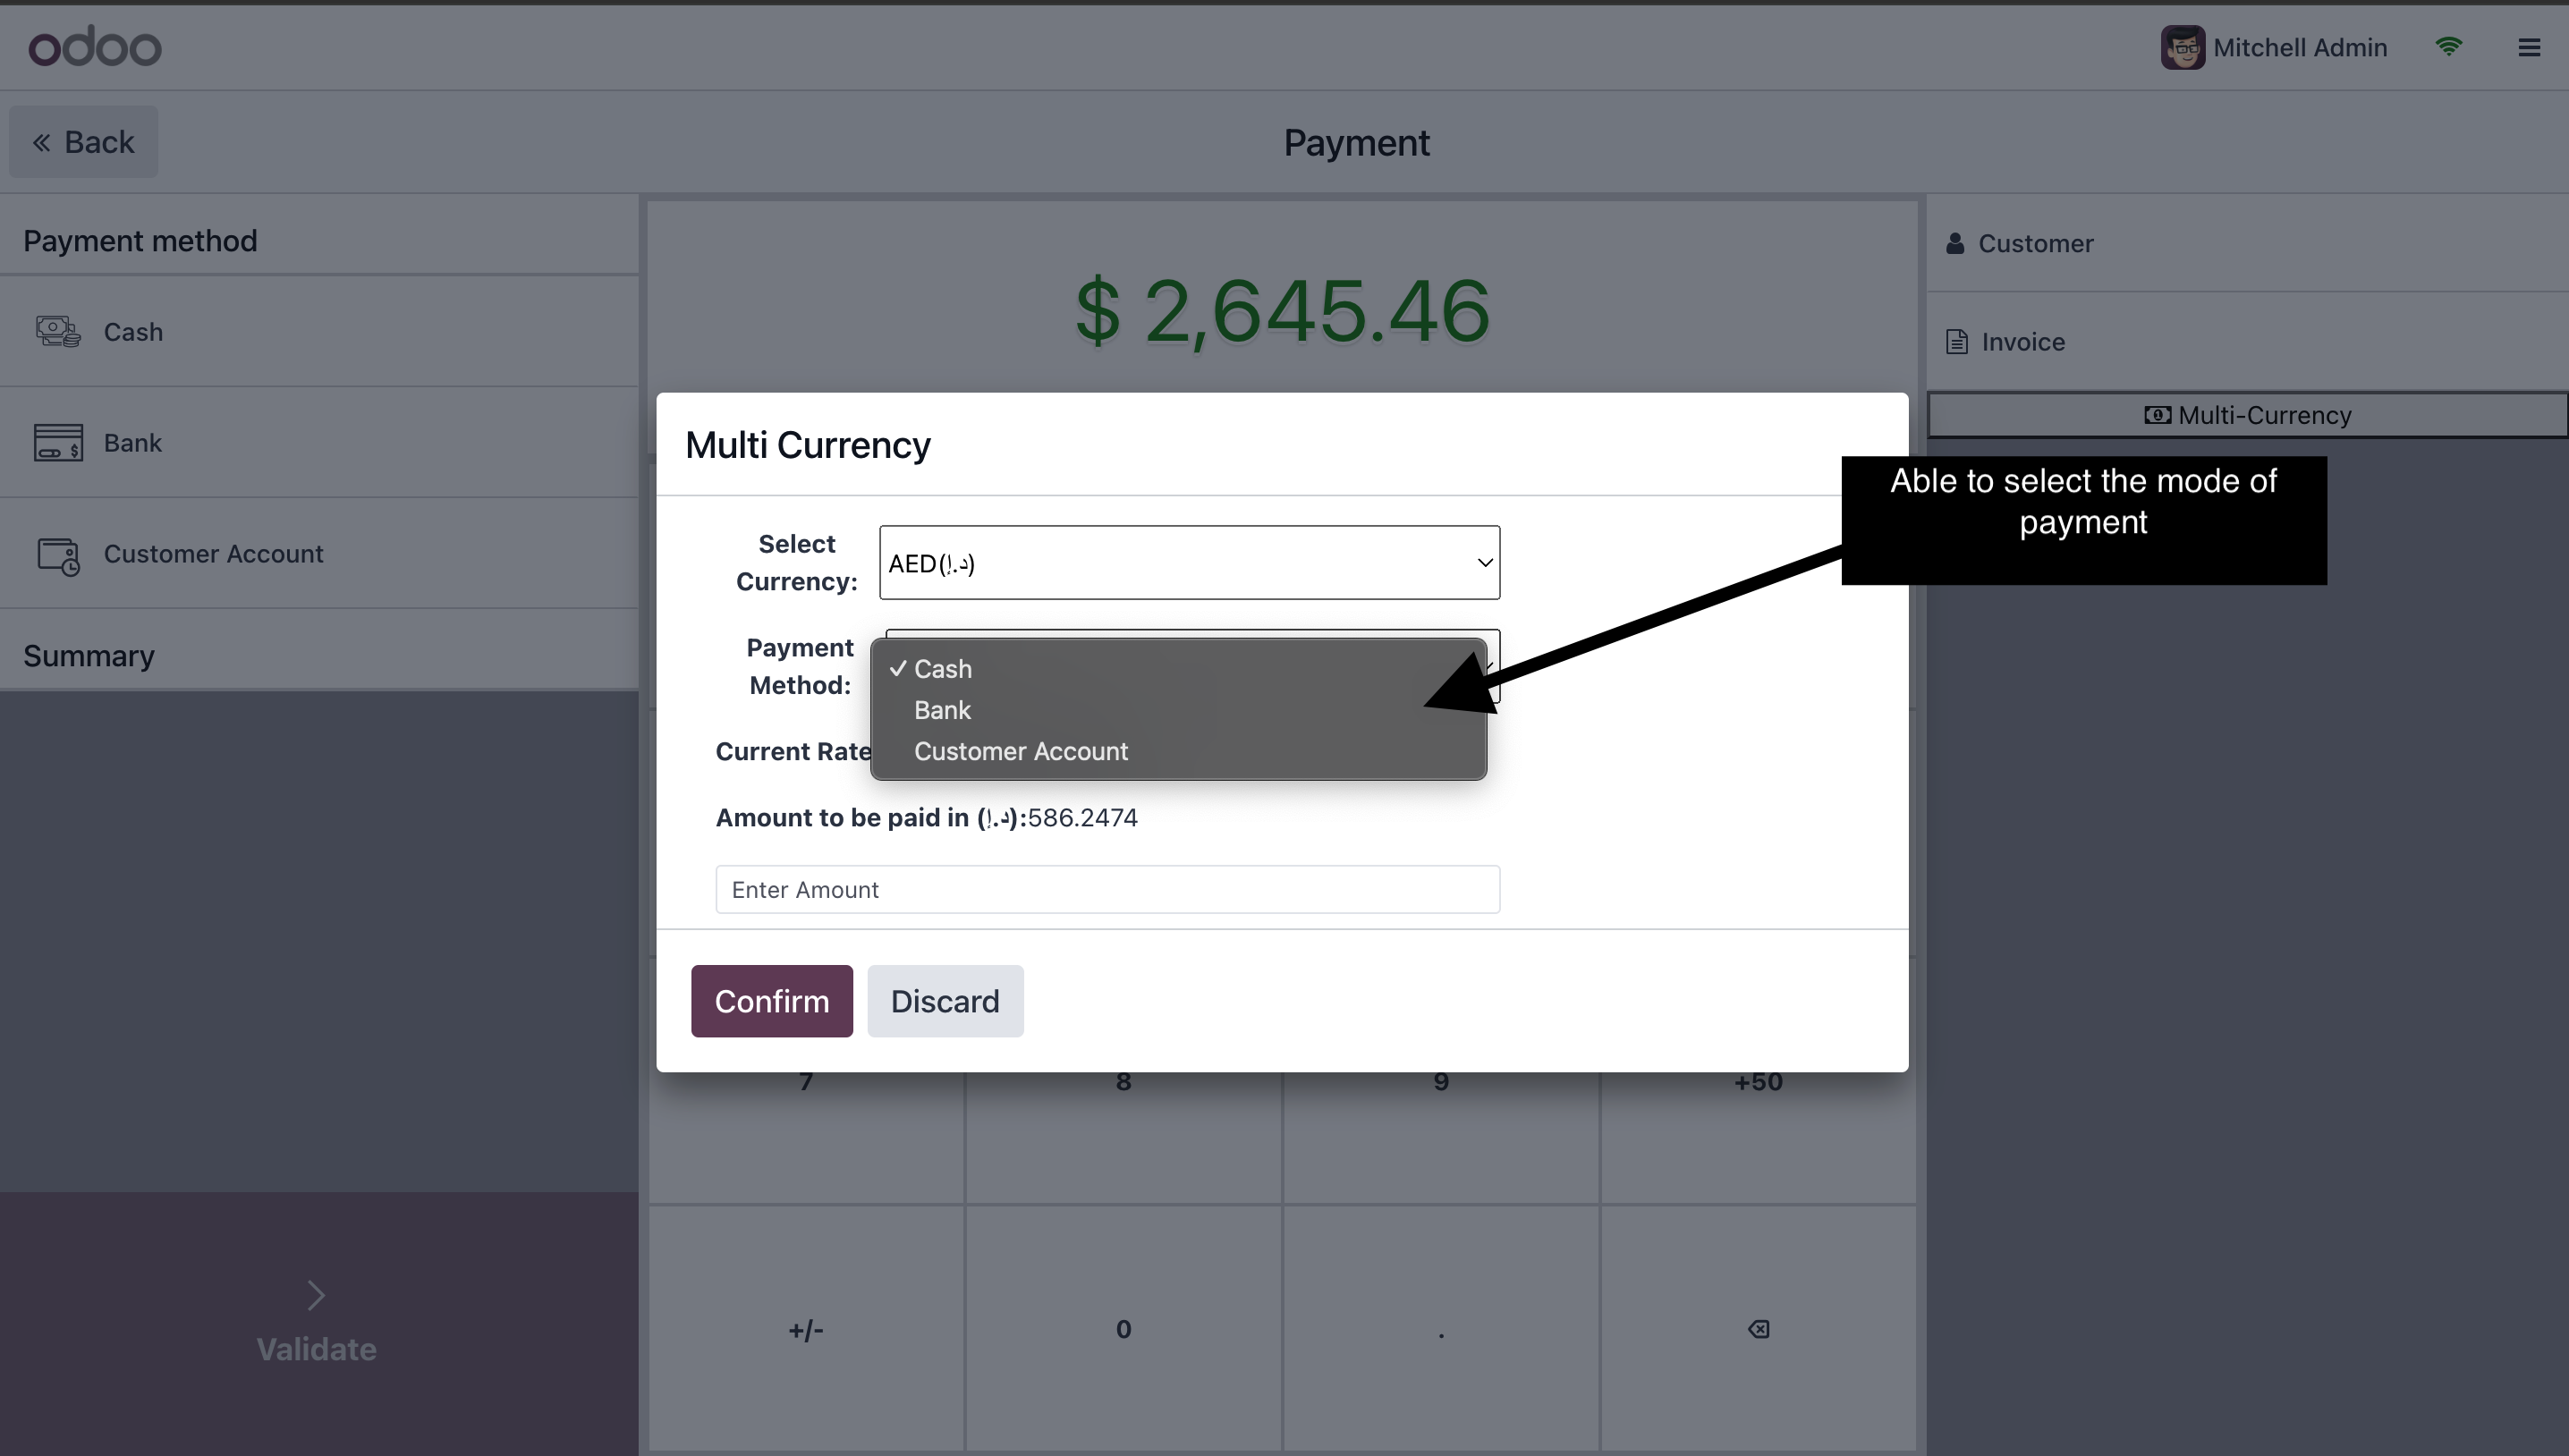 odoo
Mitchell Admin
Back
Payment
Payment method
Cash
Bank
Customer Account
Summary
Validate
$ 2,645.46
Customer
Invoice
Multi-Currency
Able to select the mode of
payment
Multi Currency
Select
Currency:
AED(د.إ)
Payment
Method:
✓ Cash
Bank
Customer Account
Current Rate
Amount to be paid in (د.إ):586.2474
Enter Amount
Confirm
Discard
7 8 9 +50
+/- 0 .